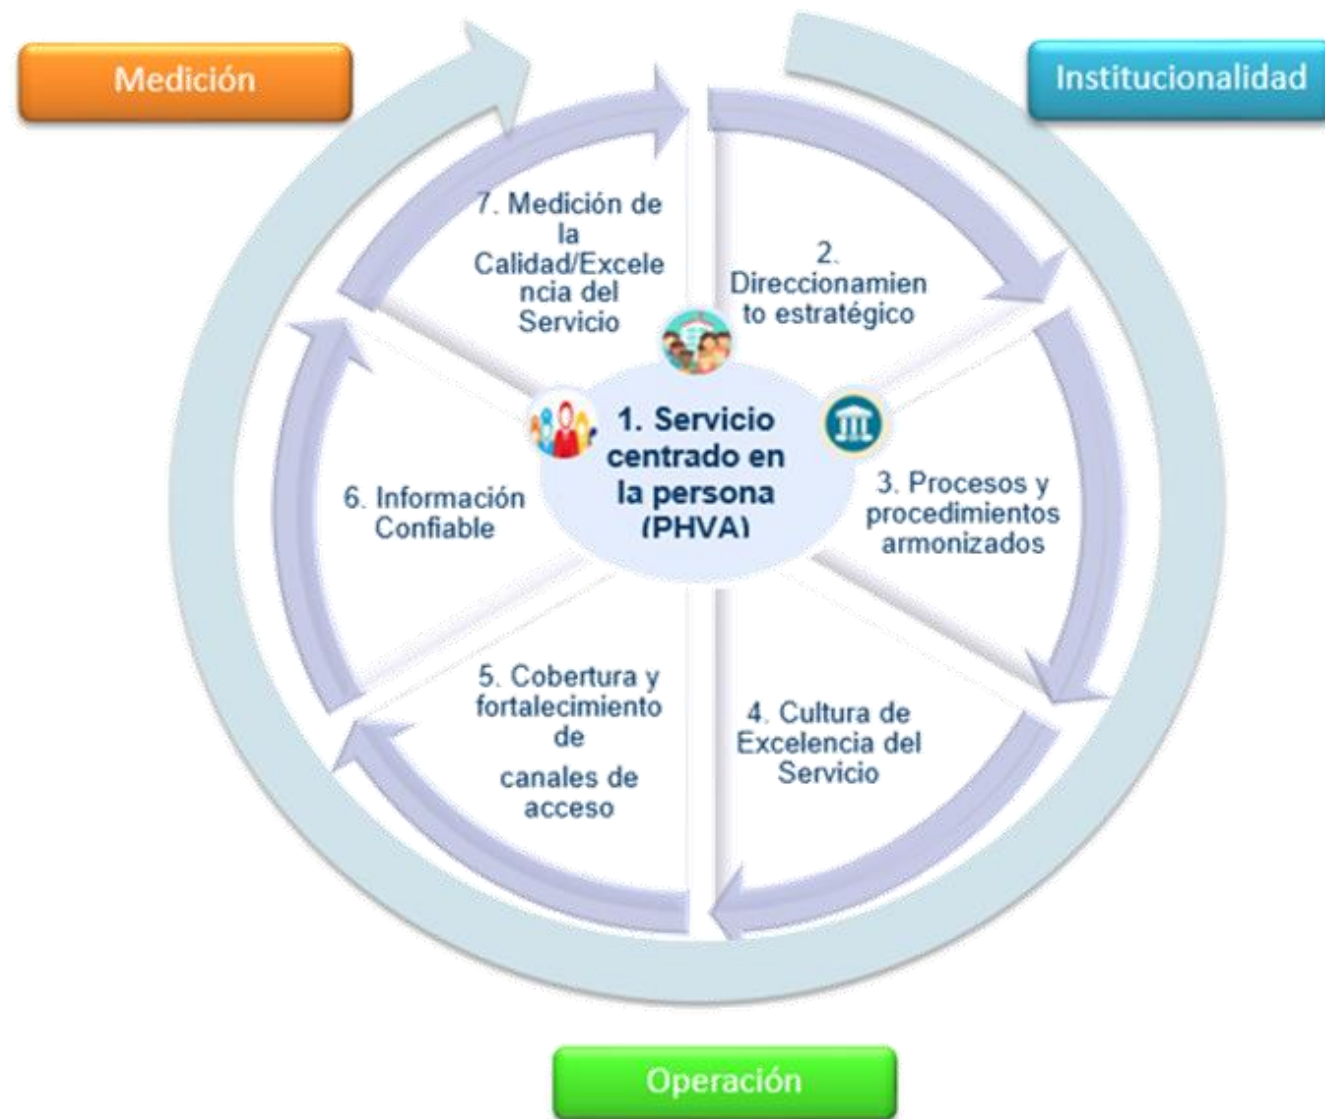 Medición
Institucionalidad
1. Servicio
centrado en
la persona
(PHVA)
2.
Direccionamien
to estratégico
3. Procesos y
procedimientos
armonizados
4. Cultura de
Excelencia del
Servicio
5. Cobertura y
fortalecimiento
de
canales de
acceso
6. Información
Confiable
7. Medición de
la
Calidad/Excele
ncia del
Servicio
Operación